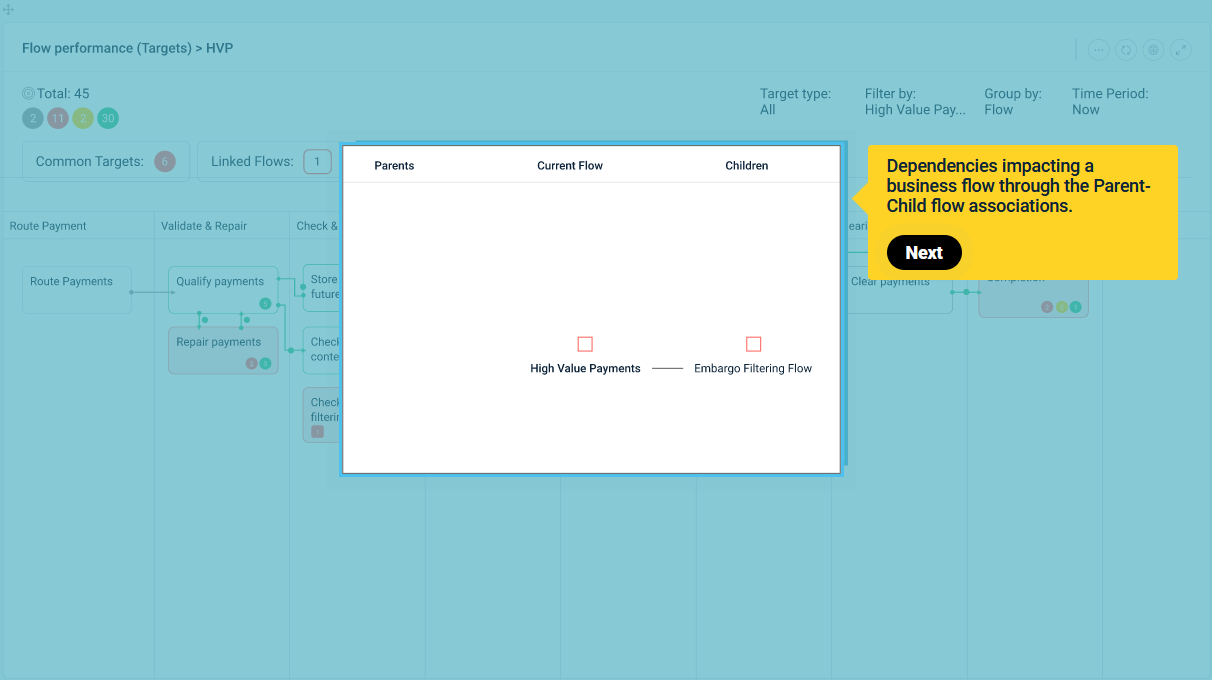 Flow performance (Targets) > HVP
Total: 45
2 11 2 30
Target type:
All
Filter by:
High Value Pay...
Group by:
Flow
Time Period:
Now
Common Targets: 6
Linked Flows: 1
Parents
Current Flow
Children
Dependencies impacting a
business flow through the Parent-
Child flow associations.
Next
Route Payment
Validate & Repair
Check &
Route Payments
Qualify payments
Store
future
Clear payments
Completion
Repair payments
Check
conte
High Value Payments
Embargo Filtering Flow
Check
filterin